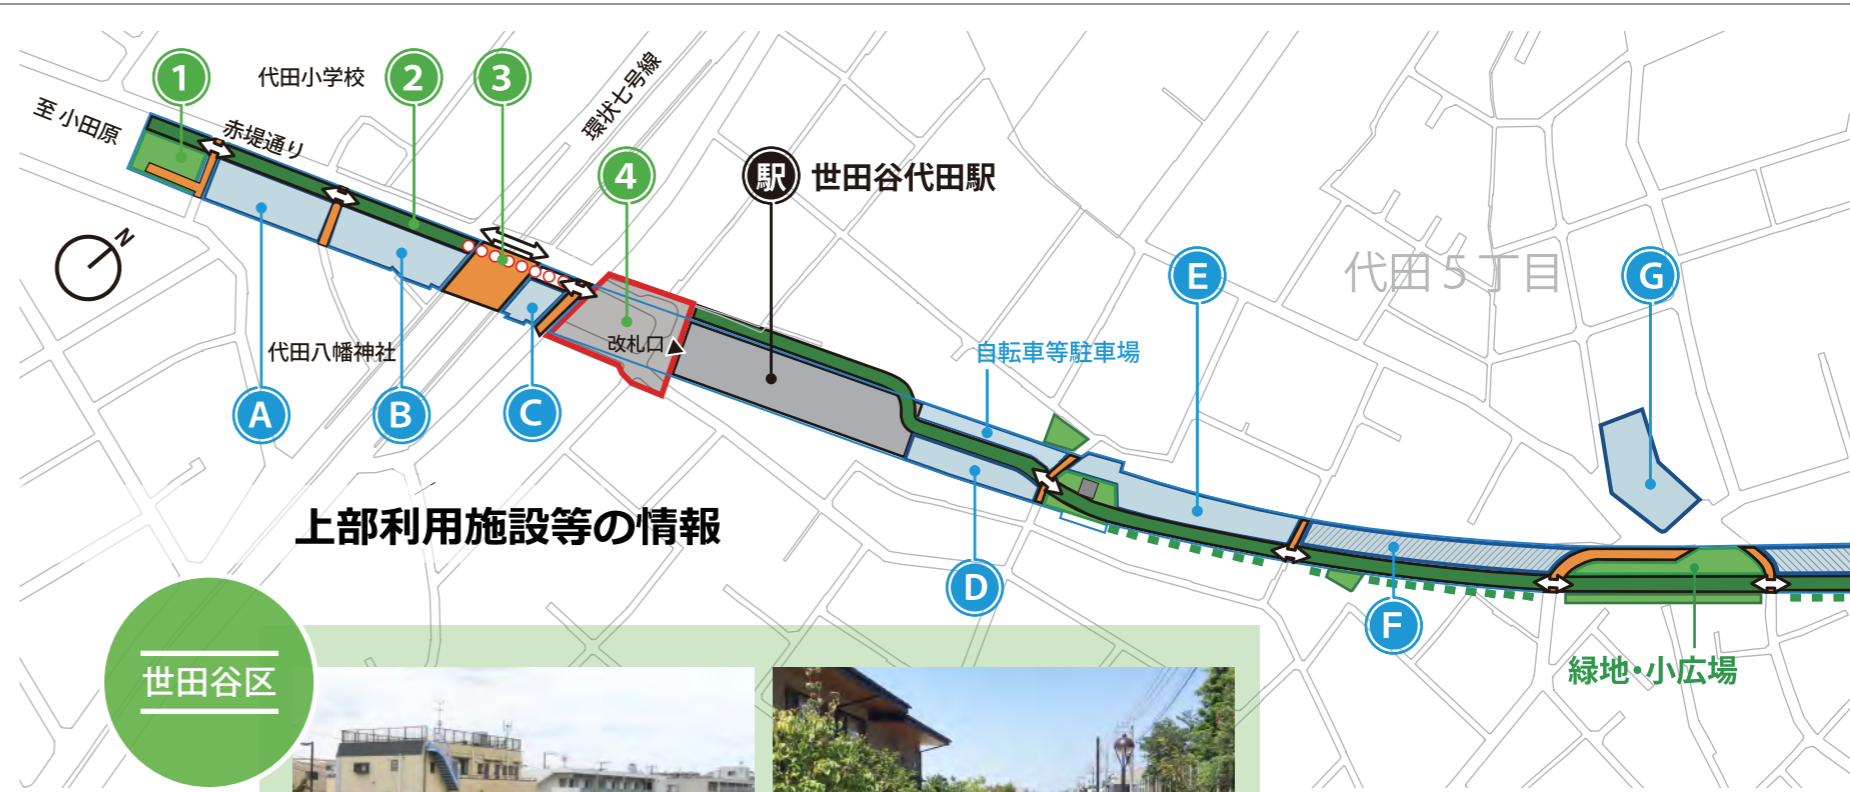 1
代田小学校
2
3
環状七号線
至 小田原
赤堤通り
4
駅 世田谷代田駅
N
E
代田5丁目
G
改札口
代田八幡神社
自転車等駐車場
A
B
C
上部利用施設等の情報
D
F
緑地・小広場
世田谷区